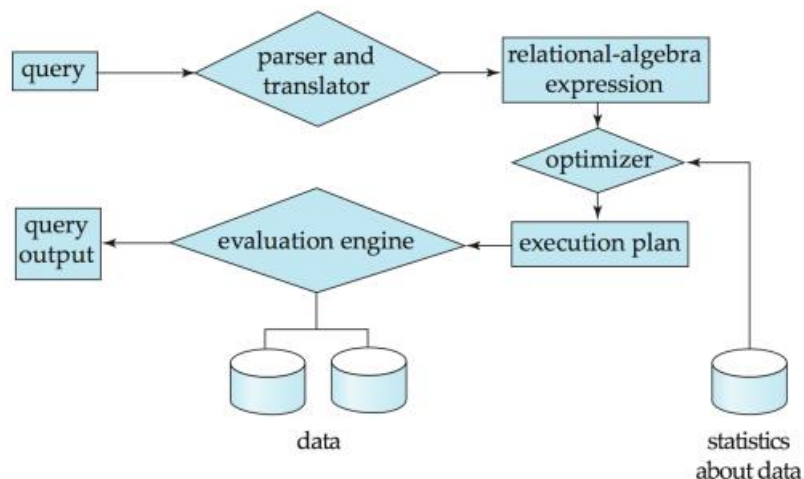 query
parser and
translator
relational-algebra
expression
optimizer
query
output
evaluation engine
execution plan
data
statistics
about data